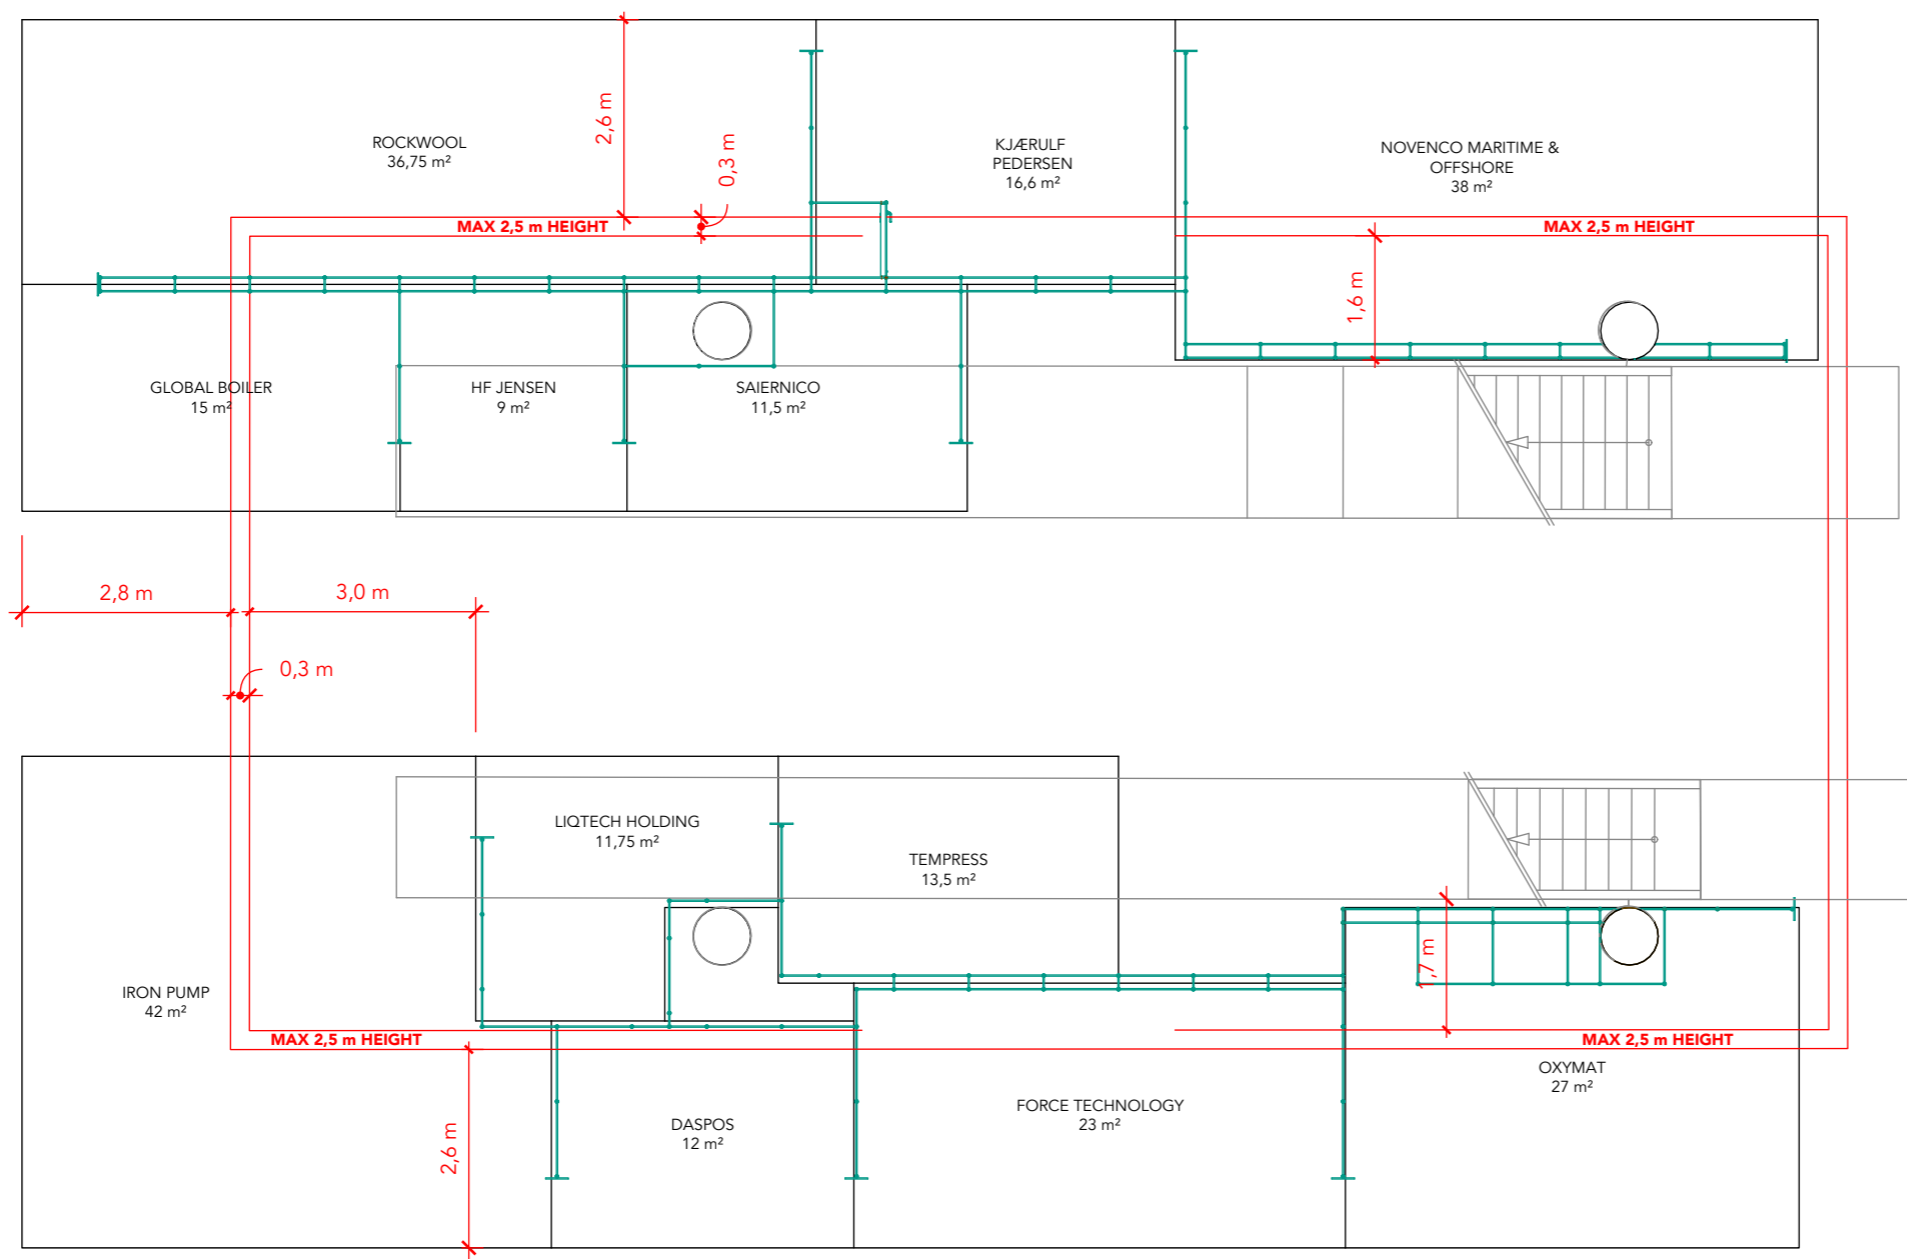 2,6 m
0,3 m
ROCKWOOL
36,75 m²
KJÆRULF
PEDERSEN
16,6 m²
NOVENCO MARITIME &
OFFSHORE
38 m²
MAX 2,5 m HEIGHT
MAX 2,5 m HEIGHT
1,6 m
GLOBAL BOILER
15 m²
HF JENSEN
9 m²
SAIERNICO
11,5 m²
2,8 m
3,0 m
0,3 m
LIQTECH HOLDING
11,75 m²
TEMPRESS
13,5 m²
1,7 m
IRON PUMP
42 m²
MAX 2,5 m HEIGHT
MAX 2,5 m HEIGHT
OXYMAT
27 m²
FORCE TECHNOLOGY
23 m²
DASPOS
12 m²
2,6 m